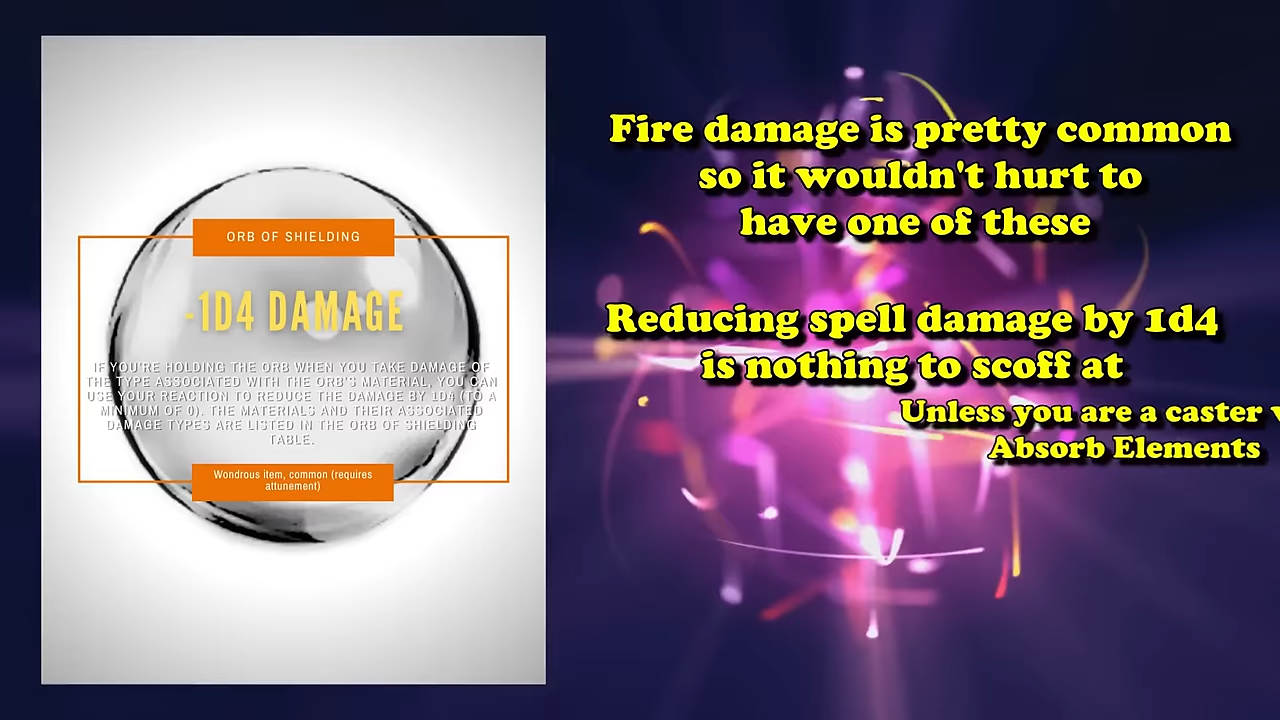 ORB OF SHIELDING
-1D4 DAMAGE
IF YOU'RE HOLDING THE ORB WHEN YOU TAKE DAMAGE OF
THE TYPE ASSOCIATED WITH THE ORB'S MATERIAL, YOU CAN
USE YOUR REACTION TO REDUCE THE DAMAGE BY 1D4 (TO A
MINIMUM OF 0). THE MATERIALS AND THEIR ASSOCIATED
DAMAGE TYPES ARE LISTED IN THE ORB OF SHIELDING
TABLE.
Wondrous item, common (requires
attunement)
Fire damage is pretty common
so it wouldn't hurt to
have one of these
Reducing spell damage by 1d4
is nothing to scoff at
Unless you are a caster
Absorb Elements